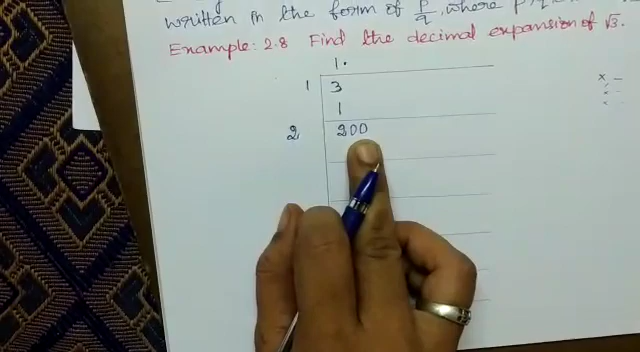 written in the form of p/q, where p
Example: 2.8 Find the decimal expansion of √3.
1.
1 3
1
2 200
× –